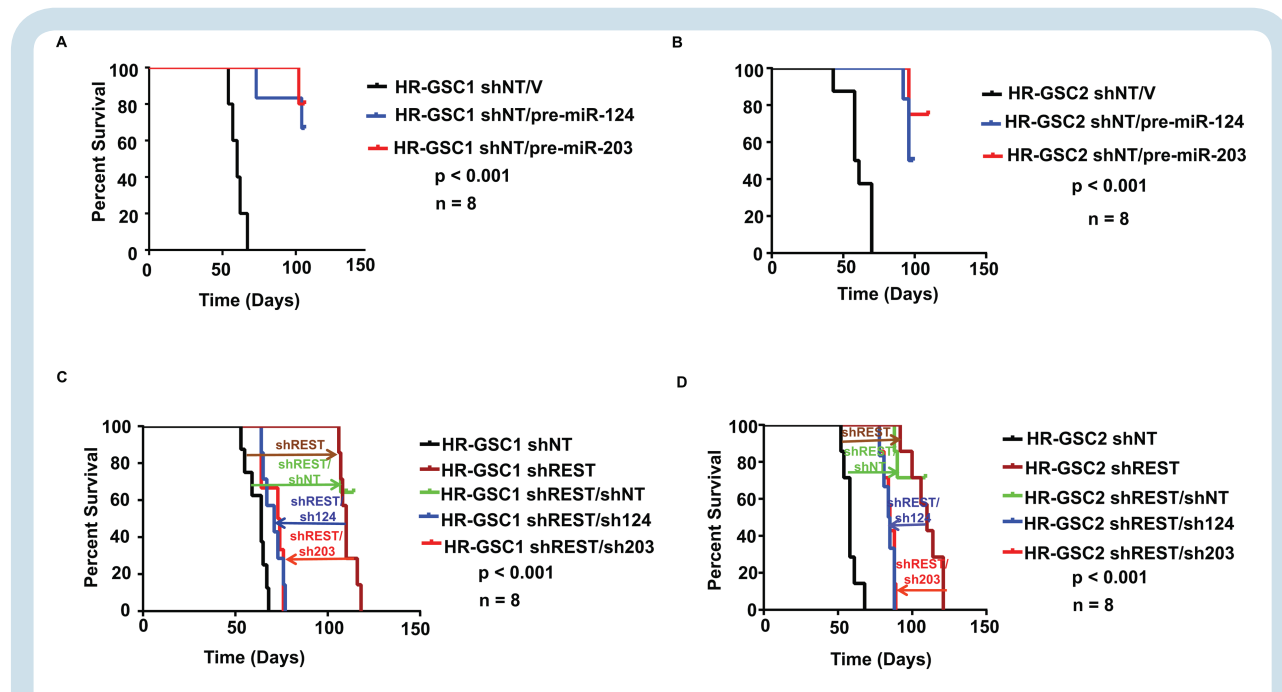 A
Percent Survival
100
80
60
40
20
0
0
50
100
150
Time (Days)
HR-GSC1 shNT/V
HR-GSC1 shNT/pre-miR-124
HR-GSC1 shNT/pre-miR-203
p < 0.001
n = 8
B
Percent Survival
100
80
60
40
20
0
0
50
100
150
Time (Days)
HR-GSC2 shNT/V
HR-GSC2 shNT/pre-miR-124
HR-GSC2 shNT/pre-miR-203
p < 0.001
n = 8
C
Percent Survival
100
80
60
40
20
0
0
50
100
150
Time (Days)
shREST
shREST/
shNT
shREST/
sh124
shREST/
sh203
HR-GSC1 shNT
HR-GSC1 shREST
HR-GSC1 shREST/shNT
HR-GSC1 shREST/sh124
HR-GSC1 shREST/sh203
p < 0.001
n = 8
D
Percent Survival
100
80
60
40
20
0
0
50
100
150
Time (Days)
shREST
shREST/
shNT
shREST/
sh124
shREST/
sh203
HR-GSC2 shNT
HR-GSC2 shREST
HR-GSC2 shREST/shNT
HR-GSC2 shREST/sh124
HR-GSC2 shREST/sh203
p < 0.001
n = 8